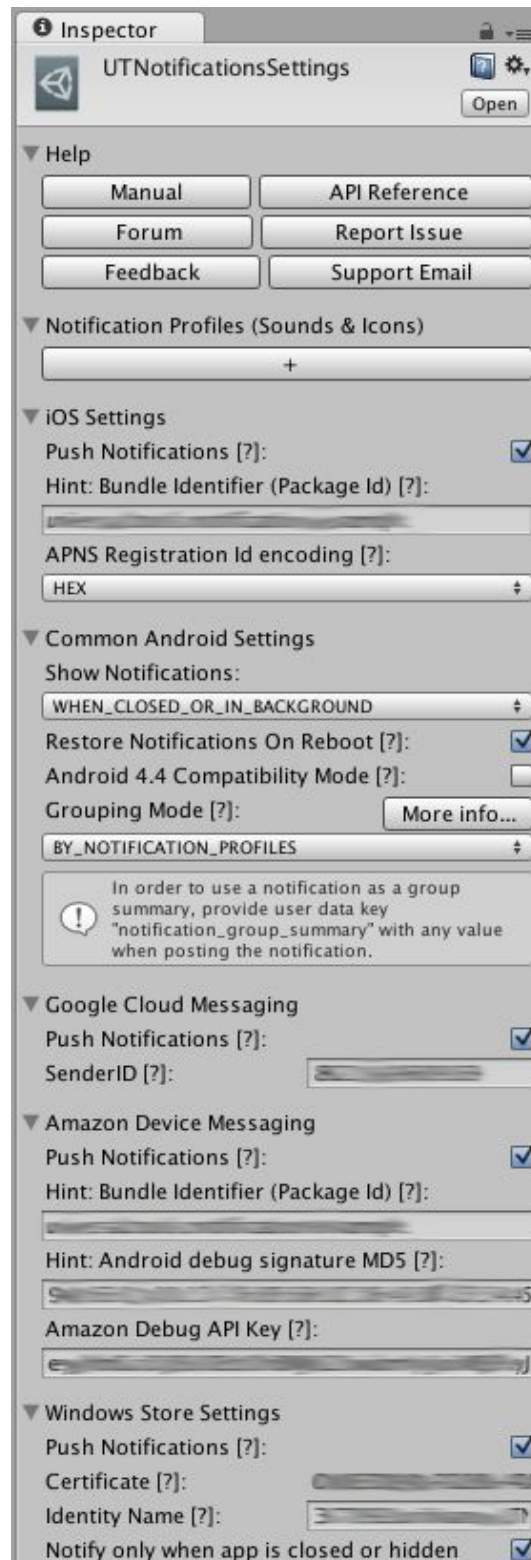 Inspector
UTNotificationsSettings
Open
Help
Manual API Reference
Forum Report Issue
Feedback Support Email
Notification Profiles (Sounds & Icons)
+
iOS Settings
Push Notifications [?]:
Hint: Bundle Identifier (Package Id) [?]:
APNS Registration Id encoding [?]:
HEX
Common Android Settings
Show Notifications:
WHEN_CLOSED_OR_IN_BACKGROUND
Restore Notifications On Reboot [?]:
Android 4.4 Compatibility Mode [?]:
Grouping Mode [?]: More info...
BY_NOTIFICATION_PROFILES
In order to use a notification as a group
summary, provide user data key
"notification_group_summary" with any value
when posting the notification.
Google Cloud Messaging
Push Notifications [?]:
SenderID [?]:
Amazon Device Messaging
Push Notifications [?]:
Hint: Bundle Identifier (Package Id) [?]:
Hint: Android debug signature MD5 [?]:
Amazon Debug API Key [?]:
Windows Store Settings
Push Notifications [?]:
Certificate [?]:
Identity Name [?]:
Notify only when app is closed or hidden